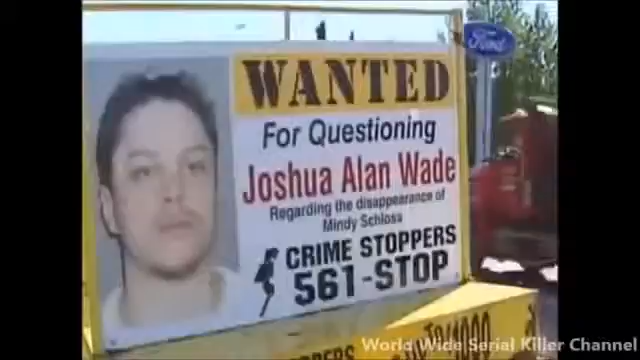 Ford
WANTED
For Questioning
Joshua Alan Wade
Regarding the disappearance of
Mindy Schloss
CRIME STOPPERS
561-STOP
World Wide Serial Killer Channel